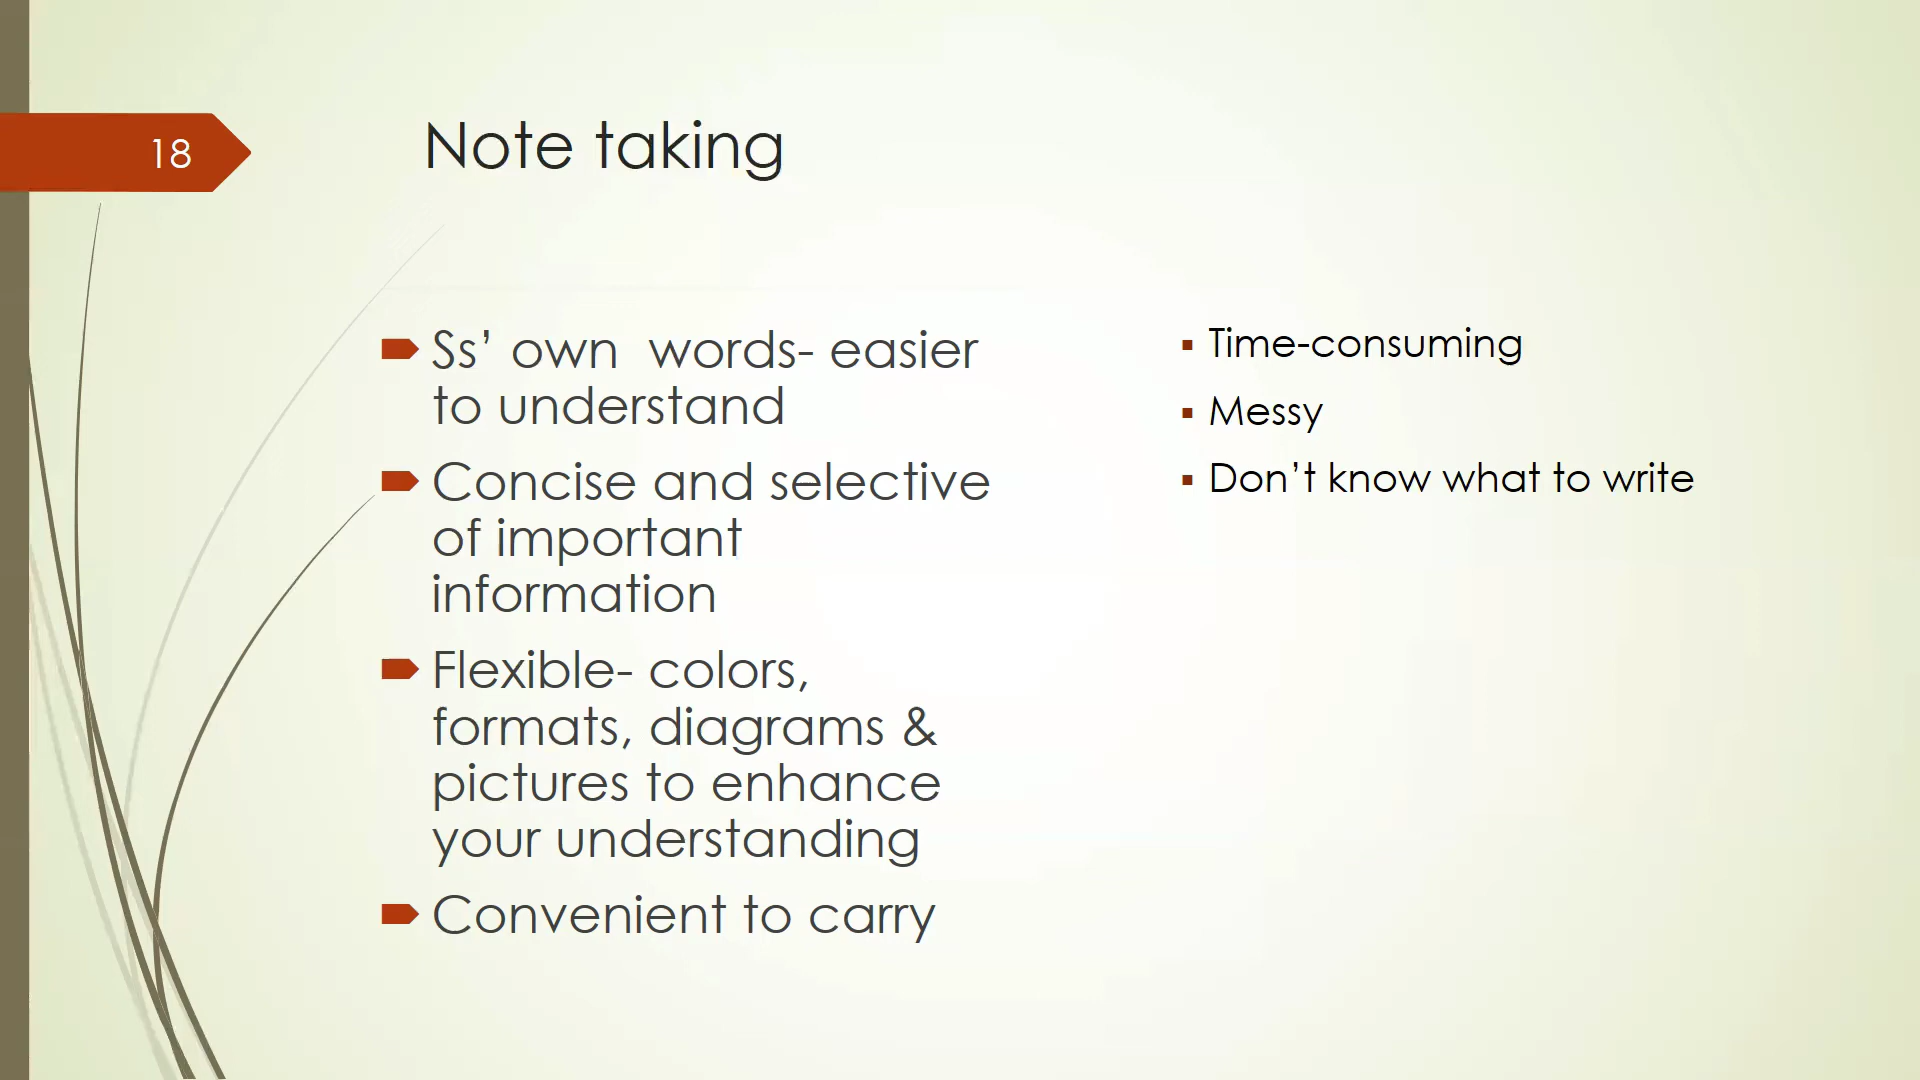 18
Note taking
Ss’ own  words- easier
to understand
Concise and selective
of important
information
Flexible- colors,
formats, diagrams &
pictures to enhance
your understanding
Convenient to carry
Time-consuming
Messy
Don’t know what to write